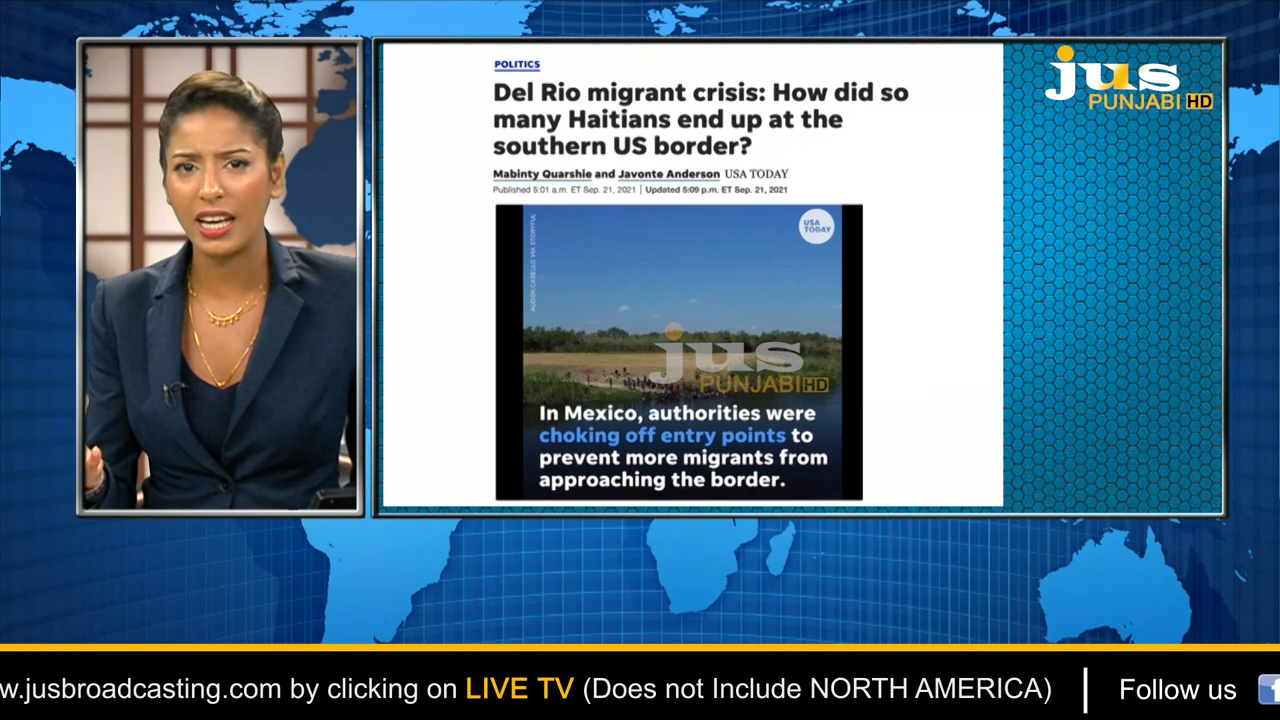 POLITICS
Del Rio migrant crisis: How did so
many Haitians end up at the
southern US border?
Mabinty Quarshie and Javonte Anderson USA TODAY
Published 5:01 a.m. ET Sep. 21, 2021 | Updated 5:09 p.m. ET Sep. 21, 2021
jus
PUNJABI HD
USA
TODAY
AUDON CABELLO VIA STORYFUL
jus
PUNJABI HD
In Mexico, authorities were
choking off entry points to
prevent more migrants from
approaching the border.
w.jusbroadcasting.com by clicking on LIVE TV (Does not Include NORTH AMERICA) | Follow us